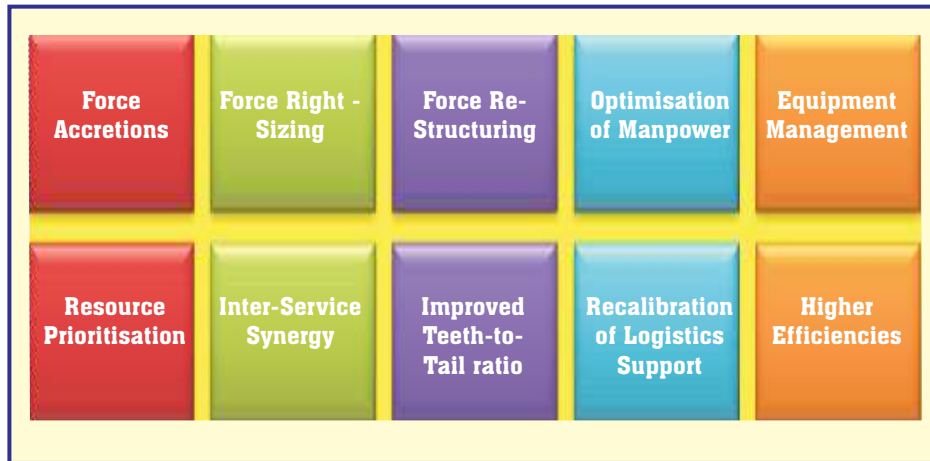 Force
Accretions
Force Right -
Sizing
Force Re-
Structuring
Optimisation
of Manpower
Equipment
Management
Resource
Prioritisation
Inter-Service
Synergy
Improved
Teeth-to-
Tail ratio
Recalibration
of Logistics
Support
Higher
Efficiencies